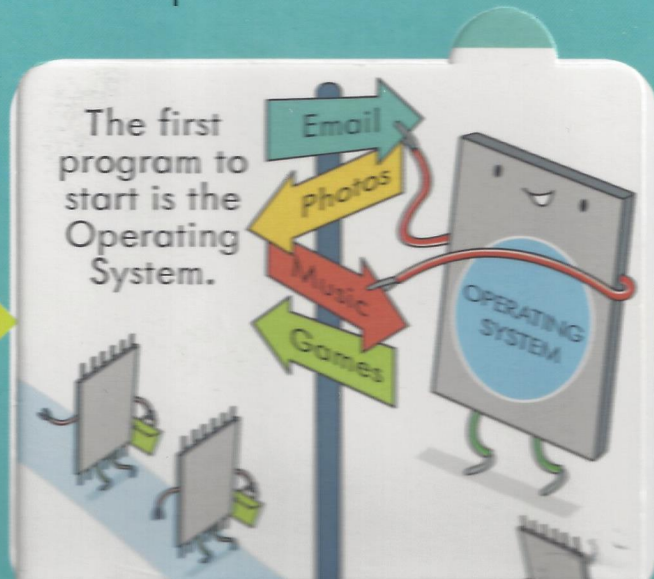 The first
program to
start is the
Operating
System.
Email
Photos
Music
Games
OPERATING
SYSTEM